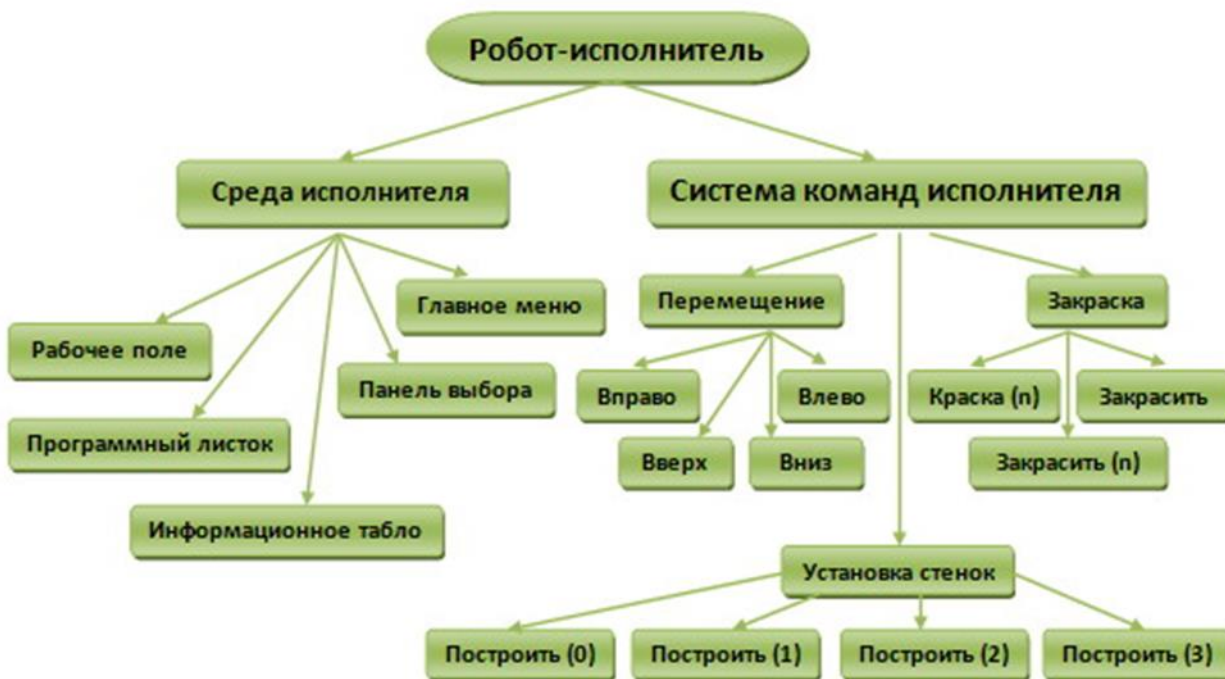 Робот-исполнитель
Среда исполнителя
Система команд исполнителя
Главное меню
Перемещение
Закраска
Рабочее поле
Панель выбора
Вправо
Влево
Краска (n)
Закрасить
Программный листок
Вверх
Вниз
Закрасить (n)
Информационное табло
Установка стенок
Построить (0)
Построить (1)
Построить (2)
Построить (3)